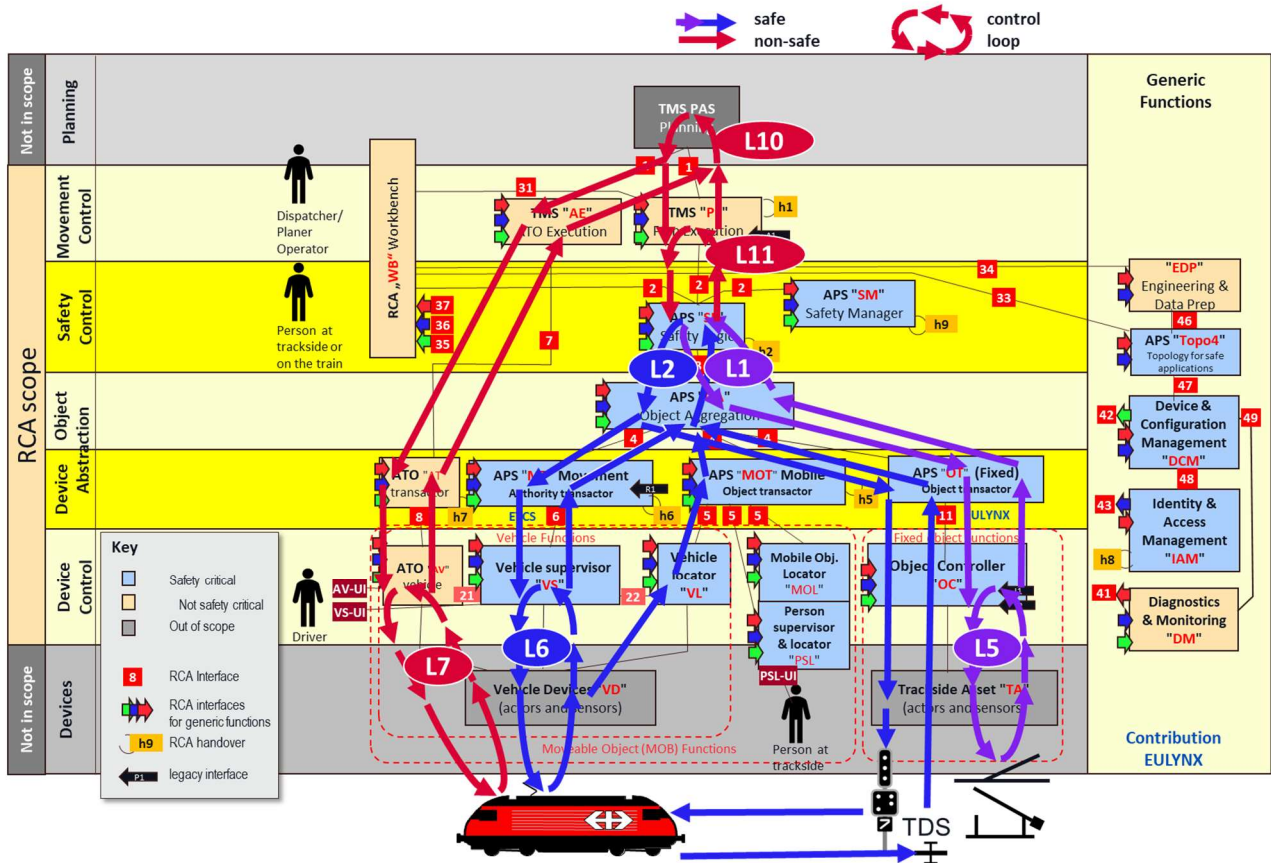 safe
non-safe
control
loop
Not in scope
Planning
TMS PAS
Planning
L10
Generic
Functions
RCA scope
Movement
Control
Dispatcher/
Planer
Operator
31
1
1
RCA „WB“ Workbench
TMS "AE"
ATO Execution
TMS "P
h1
L11
Safety
Control
Person at
trackside or
on the train
37
36
35
7
2
2
2
34
33
APS "SM"
Safety Manager
h9
APS
Safety
h2
"EDP"
Engineering &
Data Prep
46
APS "Topo4"
Topology for safe
applications
47
Object
Abstraction
L2
L1
APS
Object Aggregation
4
4
42
Device &
Configuration
Management
"DCM"
49
48
Device
Abstraction
ATO "AT"
transactor
APS "M Movement
Authority transactor
R1
APS "MOT" Mobile
Object transactor
h5
APS "OT" (Fixed)
Object transactor
8
h7
6
h6
5
5
5
11
EULYNX
43
Identity &
Access
Management
"IAM"
h8
Device
Control
Vehicle Functions
Fixed object Functions
Driver
AV-UI
VS-UI
ATO "AV"
vehicle
21
Vehicle supervisor
"VS"
22
Vehicle
locator
"VL"
Mobile Obj.
Locator
"MOL"
Person
supervisor
& locator
"PSL"
PSL-UI
Object Controller
"OC"
41
Diagnostics
& Monitoring
"DM"
L7
L6
L5
Not in scope
Devices
Vehicle Devices "VD"
(actors and sensors)
Trackside Asset "TA"
(actors and sensors)
Moveable Object (MOB) Functions
Person at
trackside
Contribution
EULYNX
Key
Safety critical
Not safety critical
Out of scope
8
RCA Interface
RCA interfaces
for generic functions
h9
RCA handover
P1
legacy interface
TDS